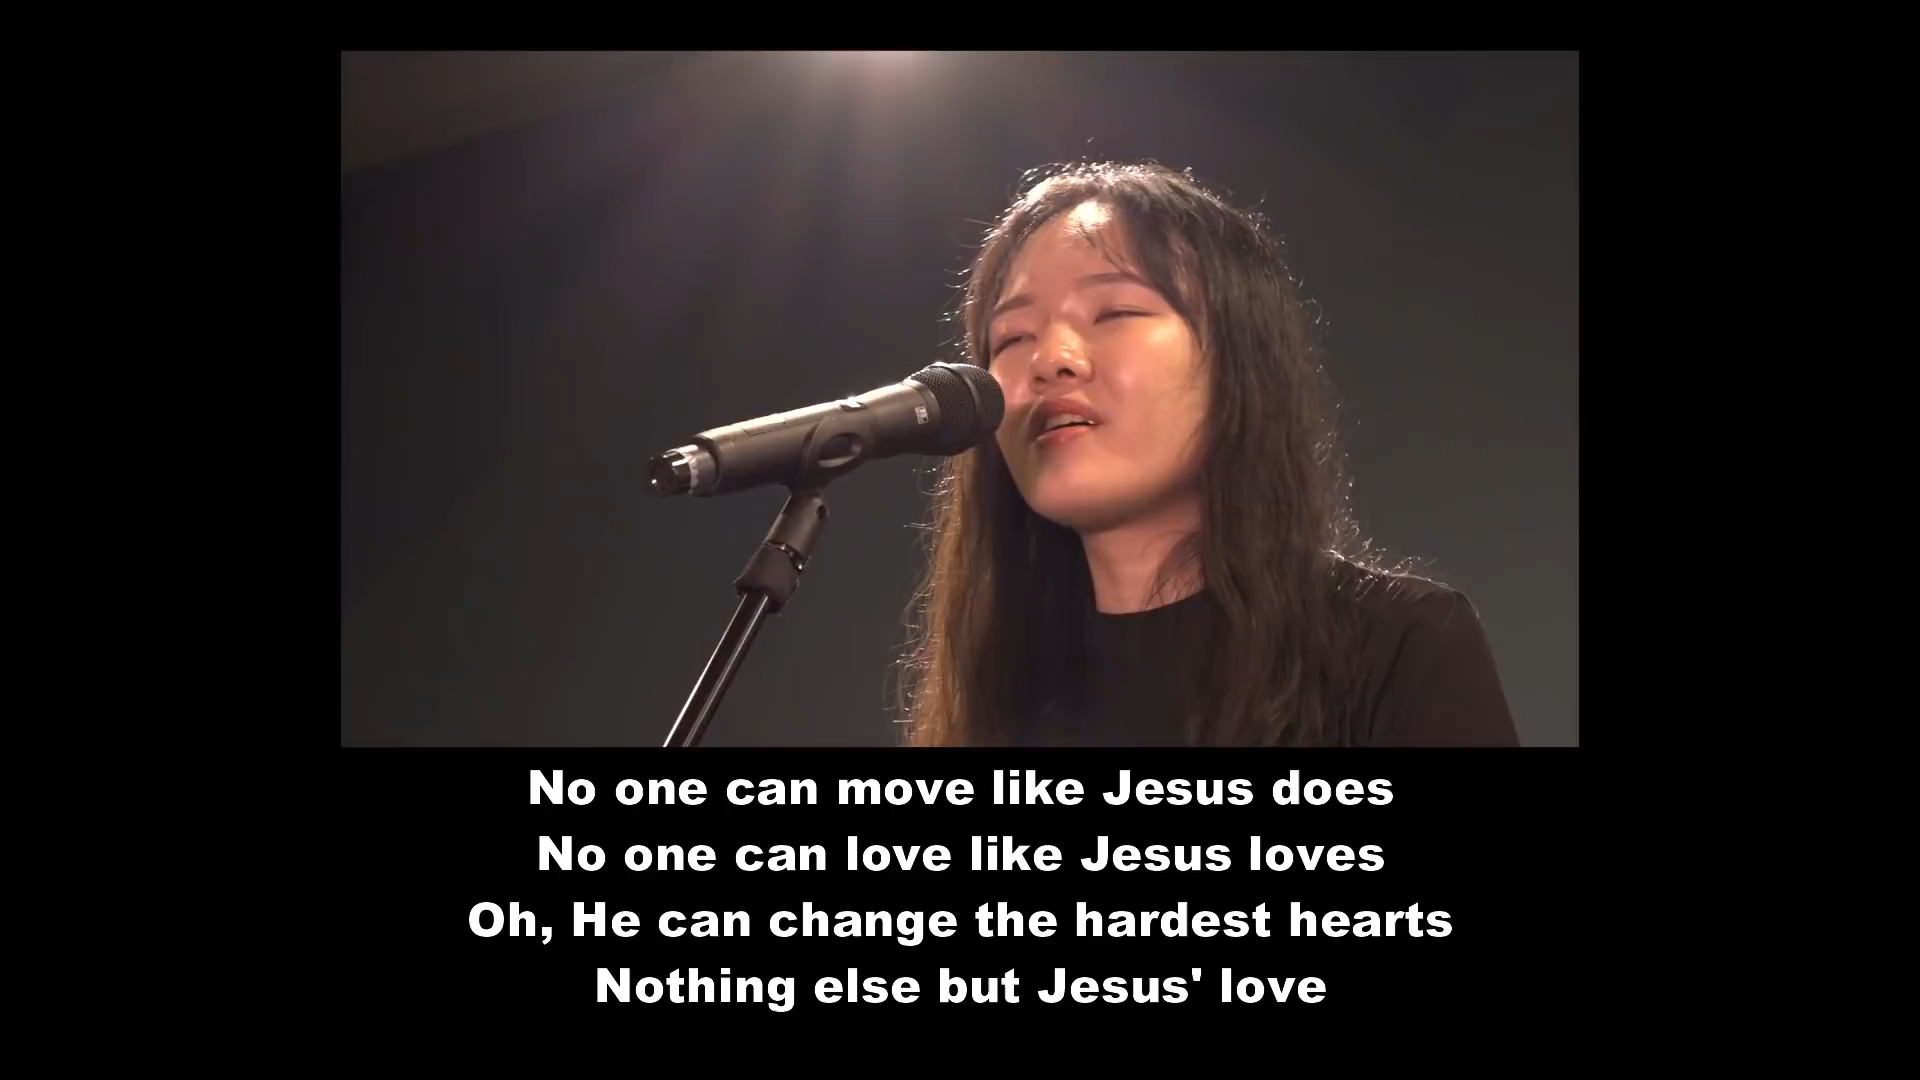 No one can move like Jesus does
No one can love like Jesus loves
Oh, He can change the hardest hearts
Nothing else but Jesus' love